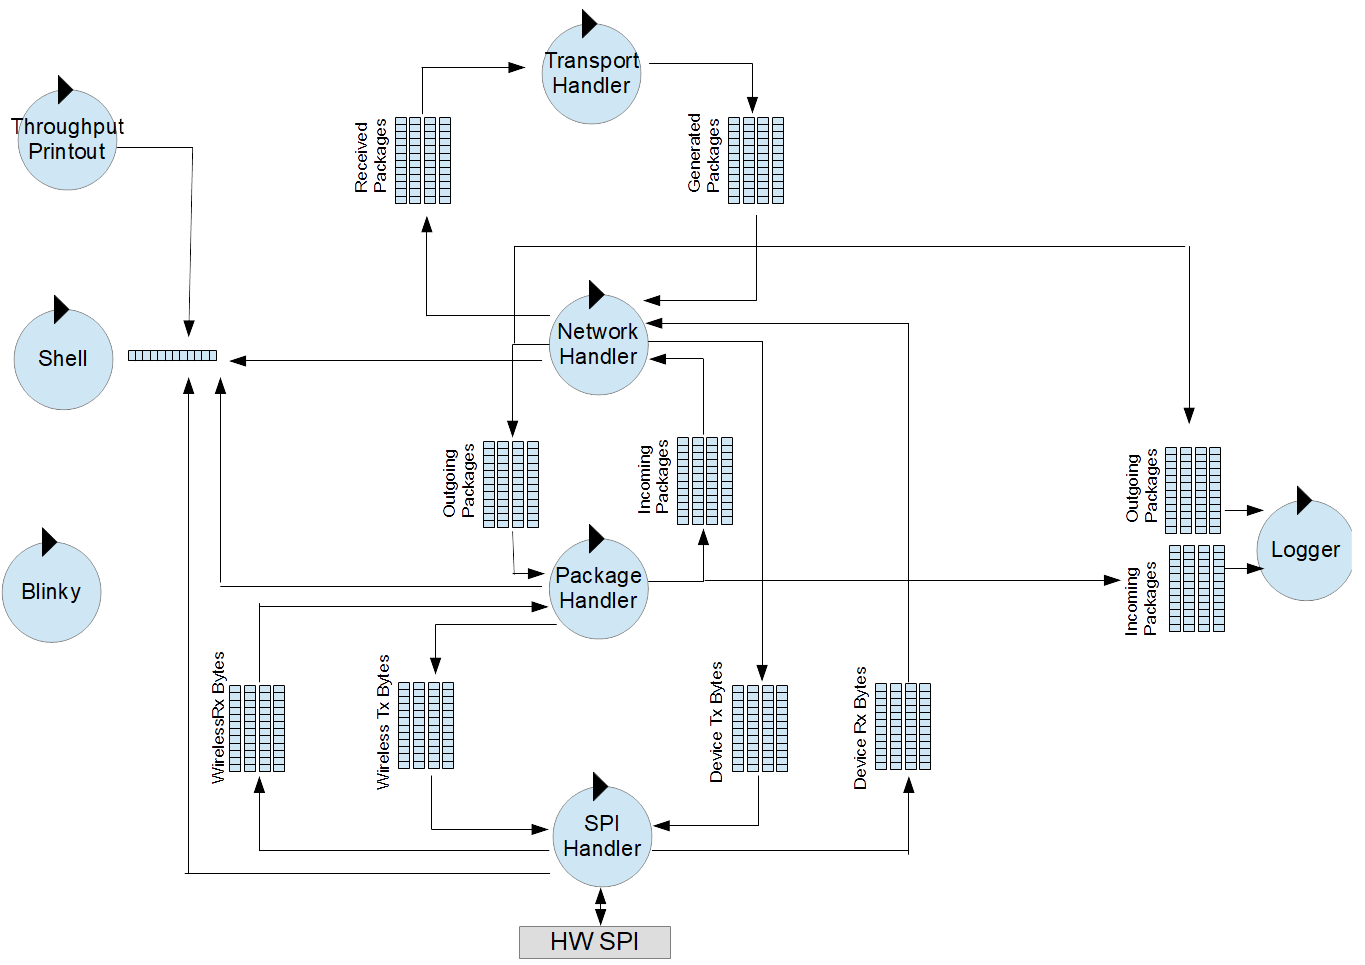 Transport
Handler
Throughput
Printout
Received
Packages
Generated
Packages
Network
Handler
Shell
Outgoing
Packages
Incoming
Packages
Outgoing
Packages
Logger
Package
Handler
Blinky
Incoming
Packages
WirelessRx Bytes
Wireless Tx Bytes
Device Tx Bytes
Device Rx Bytes
SPI
Handler
HW SPI